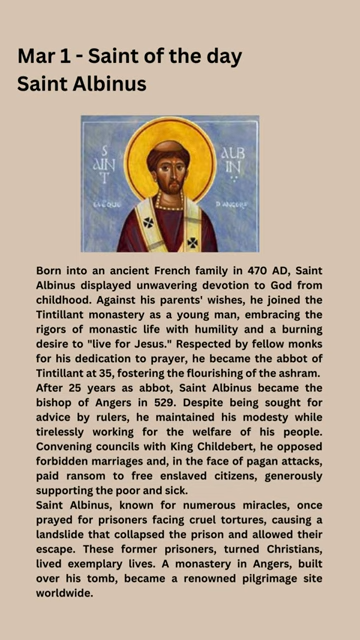 Mar 1 - Saint of the day
Saint Albinus
S
AIN
T
ALB
IN
Born into an ancient French family in 470 AD, Saint
Albinus displayed unwavering devotion to God from
childhood. Against his parents' wishes, he joined the
Tintillant monastery as a young man, embracing the
rigors of monastic life with humility and a burning
desire to "live for Jesus." Respected by fellow monks
for his dedication to prayer, he became the abbot of
Tintillant at 35, fostering the flourishing of the ashram.
After 25 years as abbot, Saint Albinus became the
bishop of Angers in 529. Despite being sought for
advice by rulers, he maintained his modesty while
tirelessly working for the welfare of his people.
Convening councils with King Childebert, he opposed
forbidden marriages and, in the face of pagan attacks,
paid ransom to free enslaved citizens, generously
supporting the poor and sick.
Saint Albinus, known for numerous miracles, once
prayed for prisoners facing cruel tortures, causing a
landslide that collapsed the prison and allowed their
escape. These former prisoners, turned Christians,
lived exemplary lives. A monastery in Angers, built
over his tomb, became a renowned pilgrimage site
worldwide.